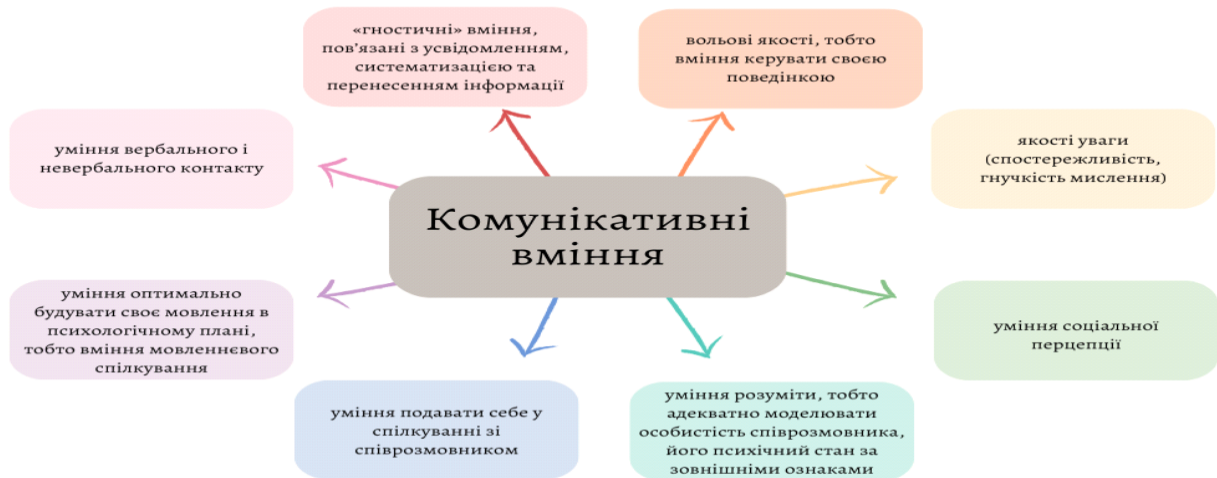 «гностичні» вміння,
пов’язані з усвідомленням,
систематизацією та
перенесенням інформації
вольові якості, тобто
вміння керувати своєю
поведінкою
уміння вербального і
невербального контакту
якості уваги
(спостережливість,
гнучкість мислення)
Комунікативні
вміння
уміння оптимально
будувати своє мовлення в
психологічному плані,
тобто вміння мовленнєвого
спілкування
уміння соціальної
перцепції
уміння подавати себе у
спілкуванні зі
співрозмовником
уміння розуміти, тобто
адекватно моделювати
особистість співрозмовника,
його психічний стан за
зовнішніми ознаками